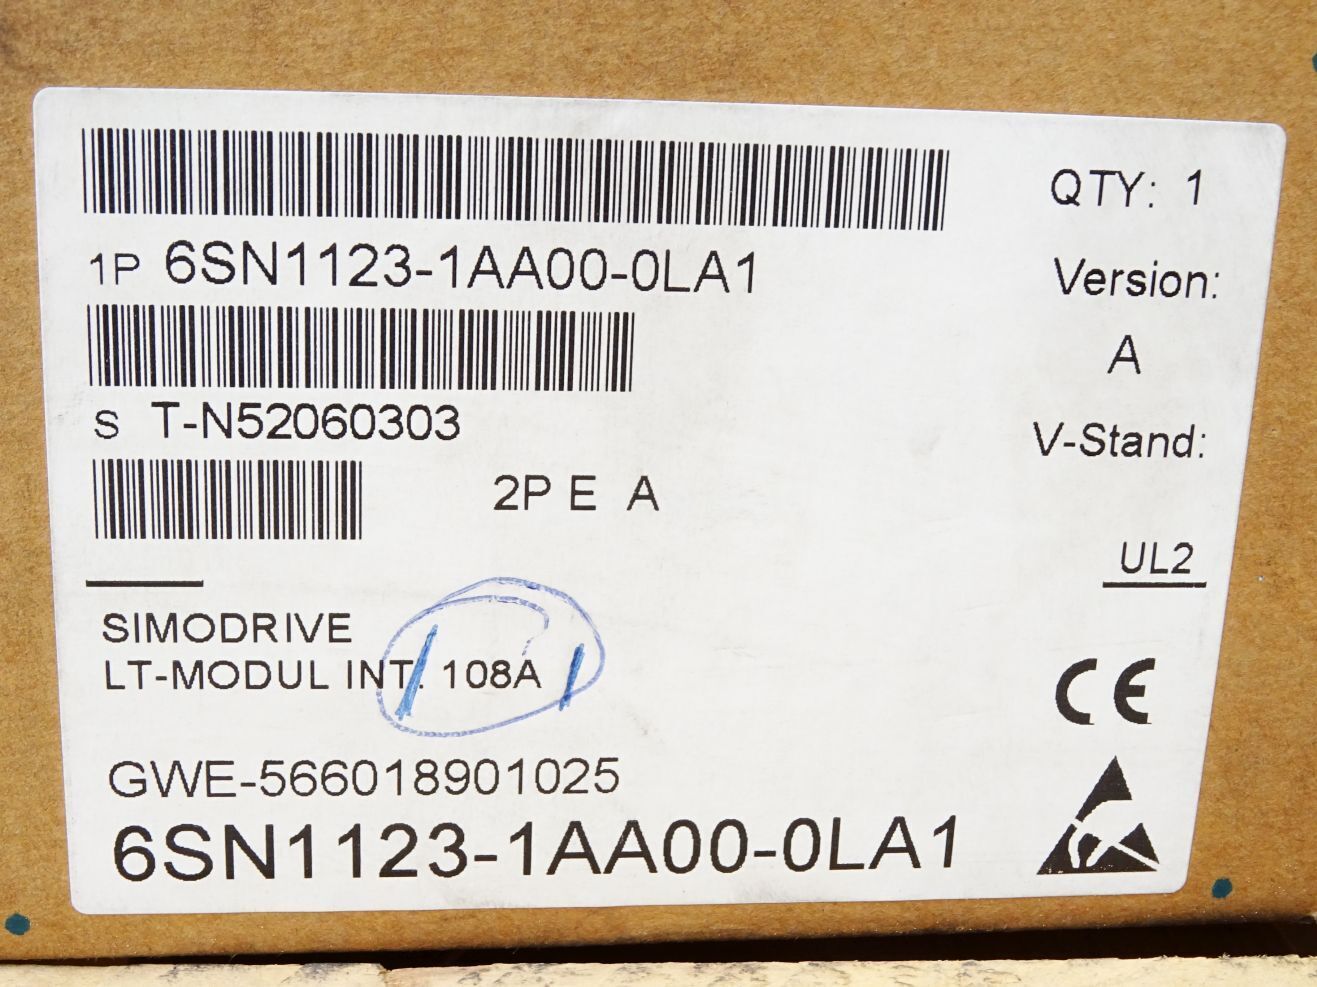 1P 6SN1123-1AA00-0LA1
S T-N52060303
2P E A
SIMODRIVE
LT-MODUL INT. 108A
GWE-566018901025
6SN1123-1AA00-0LA1
QTY: 1
Version:
A
V-Stand:
UL2
CE